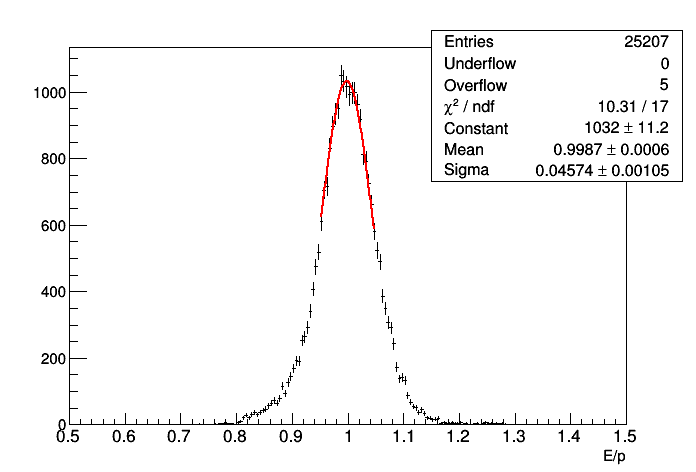 Entries 25207
Underflow 0
Overflow 5
χ² / ndf 10.31 / 17
Constant 1032 ± 11.2
Mean 0.9987 ± 0.0006
Sigma 0.04574 ± 0.00105
1000
800
600
400
200
0
0.5 0.6 0.7 0.8 0.9 1 1.1 1.2 1.3 1.4 1.5
E/p